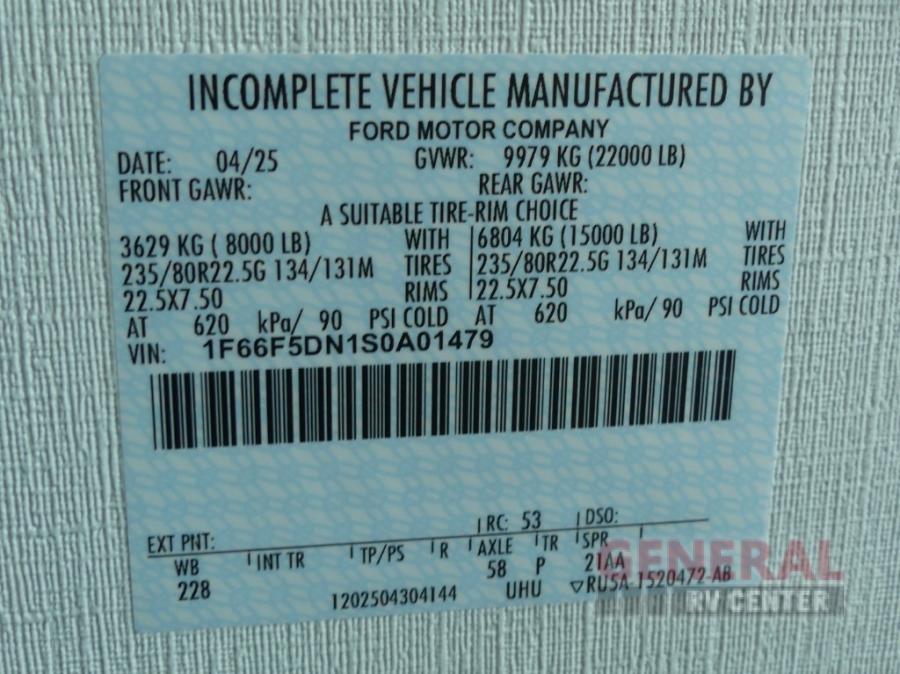 INCOMPLETE VEHICLE MANUFACTURED BY
FORD MOTOR COMPANY
DATE: 04/25 GVWR: 9979 KG (22000 LB)
FRONT GAWR: REAR GAWR:
A SUITABLE TIRE-RIM CHOICE
3629 KG ( 8000 LB) WITH 6804 KG (15000 LB) WITH
235/80R22.5G 134/131M TIRES 235/80R22.5G 134/131M TIRES
22.5X7.50 RIMS 22.5X7.50 RIMS
AT 620 kPa/ 90 PSI COLD AT 620 kPa/ 90 PSI COLD
VIN: 1F66F5DN1S0A01479
RC: 53 DSO:
EXT PNT:
WB INT TR TP/PS R AXLE TR SPR
228 58 P 21AA
1202504304144 UHU ▽RU5A-1520472-AB
GENERAL
RV CENTER